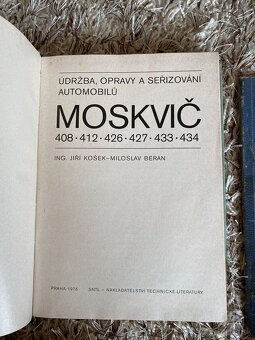 ÚDRŽBA, OPRAVY A SEŘIZOVÁNÍ
AUTOMOBILŮ
MOSKVIČ
408 · 412 · 426 · 427 · 433 · 434
ING. JIŘÍ KOŠEK – MILOSLAV BERAN
PRAHA 1976 SNTL – NAKLADATELSTVÍ TECHNICKÉ LITERATURY